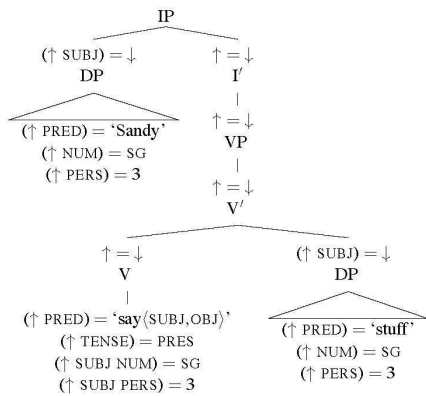 IP
(↑ SUBJ) = ↓ ↑ = ↓
DP I′
(↑ PRED) = ‘Sandy’
(↑ NUM) = SG
(↑ PERS) = 3
↑ = ↓
VP
↑ = ↓
V′
↑ = ↓ (↑ SUBJ) = ↓
V DP
(↑ PRED) = ‘say⟨SUBJ,OBJ⟩’
(↑ TENSE) = PRES
(↑ SUBJ NUM) = SG
(↑ SUBJ PERS) = 3
(↑ PRED) = ‘stuff’
(↑ NUM) = SG
(↑ PERS) = 3